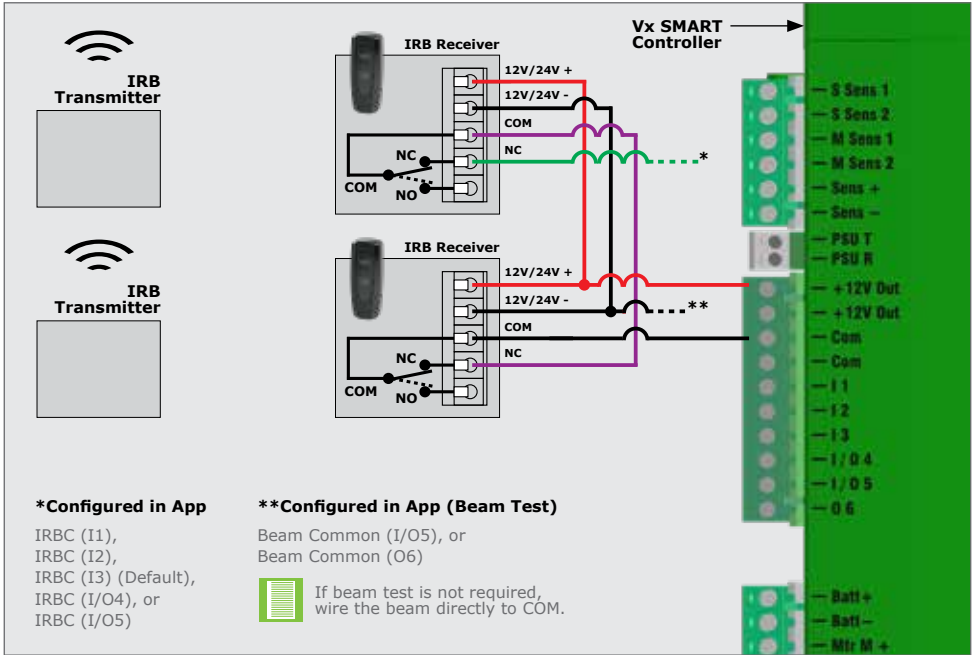 Vx SMART
Controller
IRB
Transmitter
IRB Receiver
12V/24V +
12V/24V -
COM
NC
*
NC
COM
NO
IRB
Transmitter
IRB Receiver
12V/24V +
12V/24V -
**
COM
NC
NC
COM
NO
S Sens 1
S Sens 2
M Sens 1
M Sens 2
Sens +
Sens -
PSU T
PSU R
+12V Out
+12V Out
Com
Com
I 1
I 2
I 3
I/O 4
I/O 5
O 6
Batt+
Batt-
Mtr M +
*Configured in App
IRBC (I1),
IRBC (I2),
IRBC (I3) (Default),
IRBC (I/O4), or
IRBC (I/O5)
**Configured in App (Beam Test)
Beam Common (I/O5), or
Beam Common (O6)
If beam test is not required,
wire the beam directly to COM.